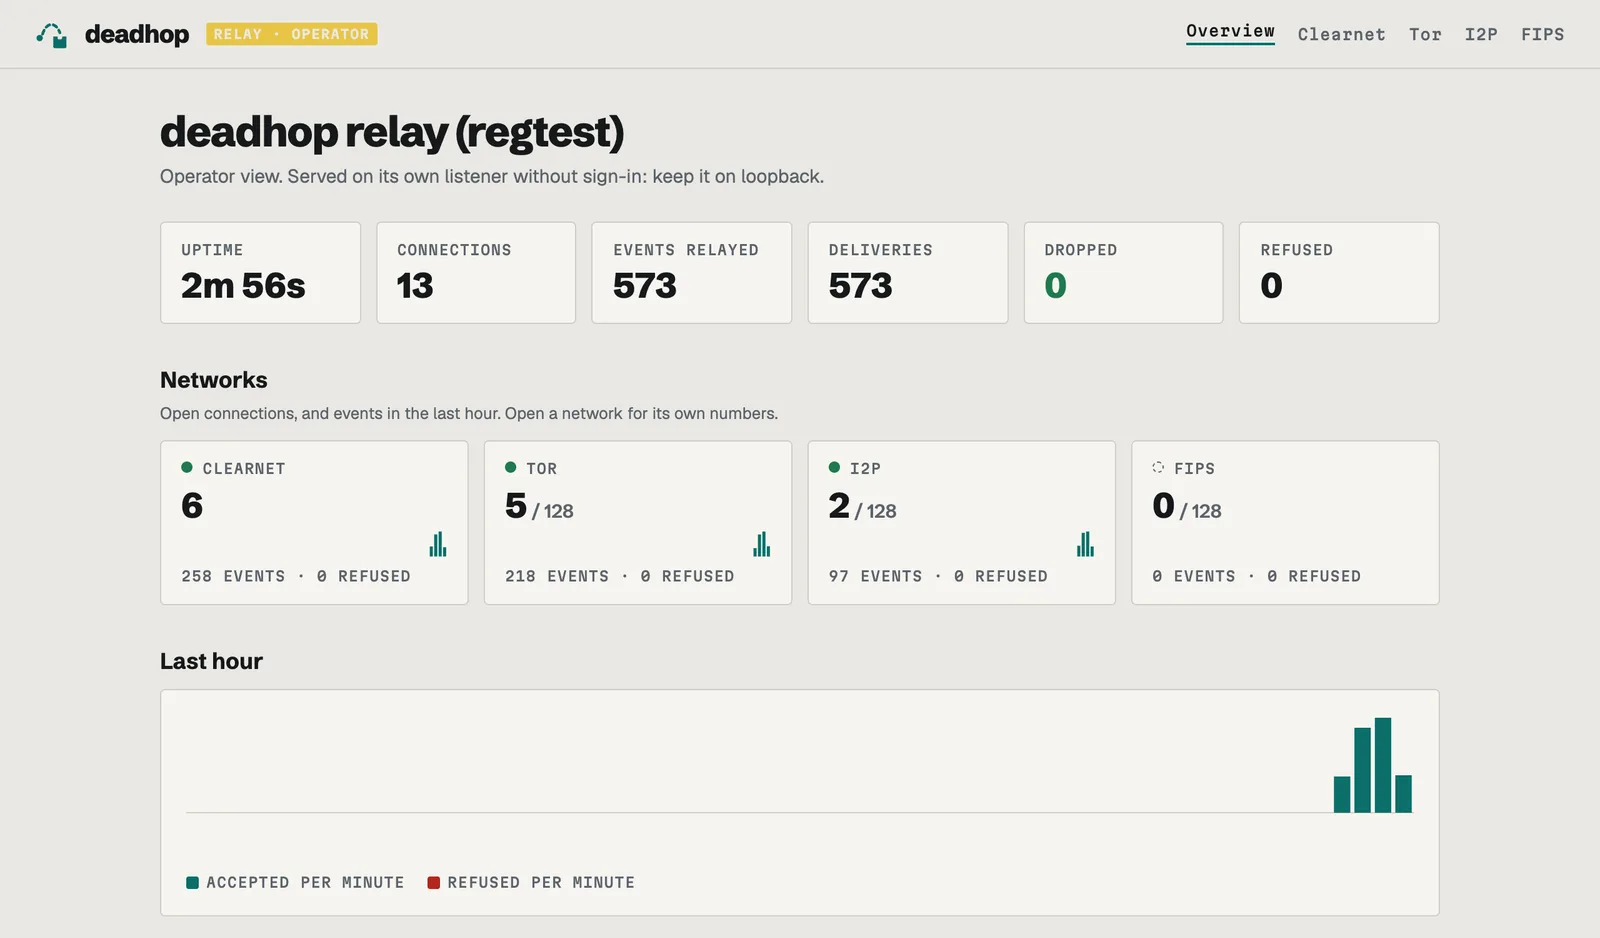 deadhop
RELAY · OPERATOR
Overview Clearnet Tor I2P FIPS
deadhop relay (regtest)
Operator view. Served on its own listener without sign-in: keep it on loopback.
UPTIME
2m 56s
CONNECTIONS
13
EVENTS RELAYED
573
DELIVERIES
573
DROPPED
0
REFUSED
0
Networks
Open connections, and events in the last hour. Open a network for its own numbers.
CLEARNET
6
258 EVENTS · 0 REFUSED
TOR
5 / 128
218 EVENTS · 0 REFUSED
I2P
2 / 128
97 EVENTS · 0 REFUSED
FIPS
0 / 128
0 EVENTS · 0 REFUSED
Last hour
ACCEPTED PER MINUTE
REFUSED PER MINUTE